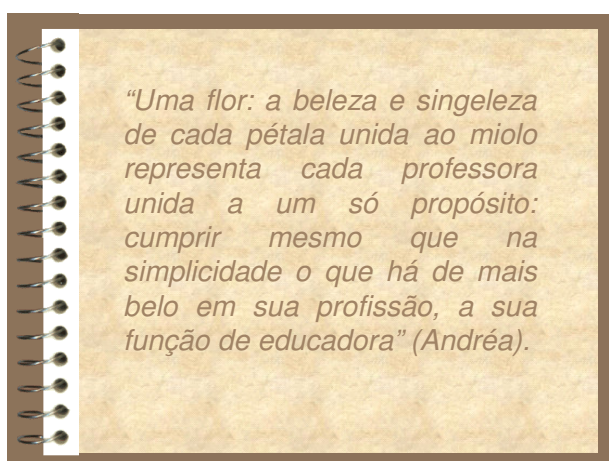 “Uma flor: a beleza e singeleza
de cada pétala unida ao miolo
representa cada professora
unida a um só propósito:
cumprir mesmo que na
simplicidade o que há de mais
belo em sua profissão, a sua
função de educadora” (Andréa).